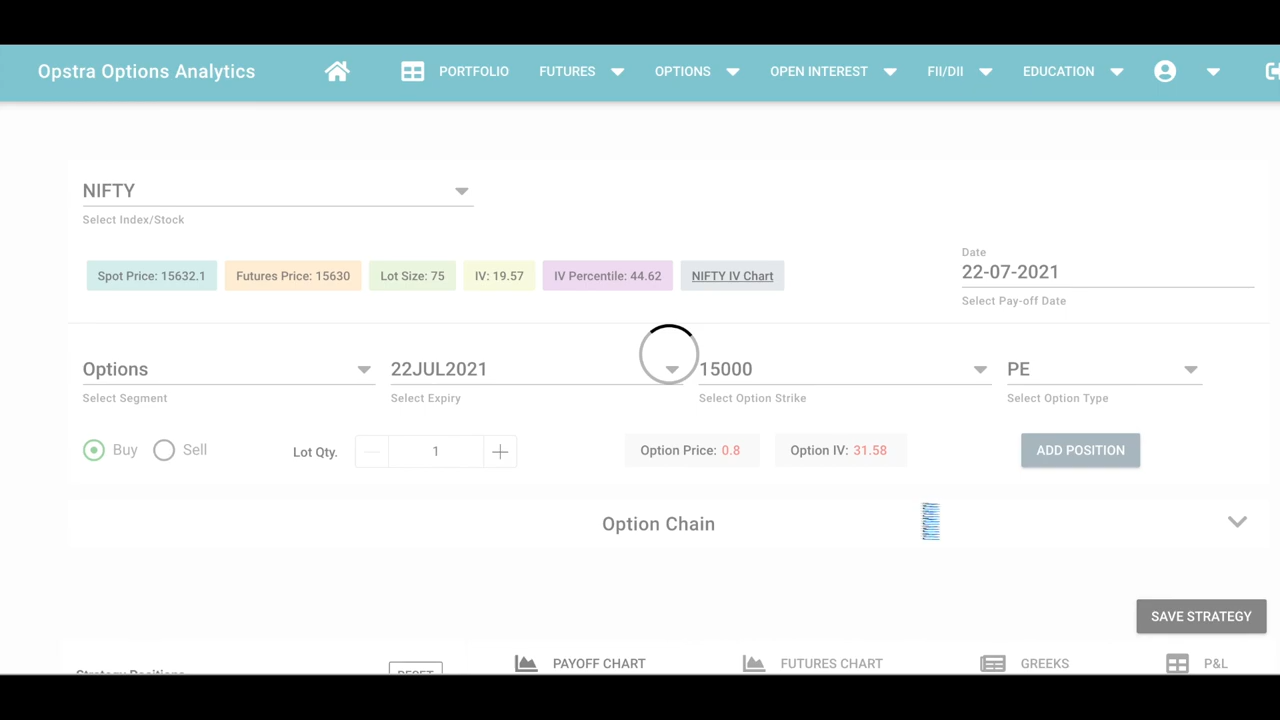 Opstra Options Analytics PORTFOLIO FUTURES OPTIONS OPEN INTEREST FII/DII EDUCATION
NIFTY
Select Index/Stock
Spot Price: 15632.1 Futures Price: 15630 Lot Size: 75 IV: 19.57 IV Percentile: 44.62 NIFTY IV Chart
Date
22-07-2021
Select Pay-off Date
Options 22JUL2021 15000 PE
Select Segment Select Expiry Select Option Strike Select Option Type
Buy Sell Lot Qty. 1 Option Price: 0.8 Option IV: 31.58 ADD POSITION
Option Chain
SAVE STRATEGY
Strategy Positions RESET PAYOFF CHART FUTURES CHART GREEKS P&L